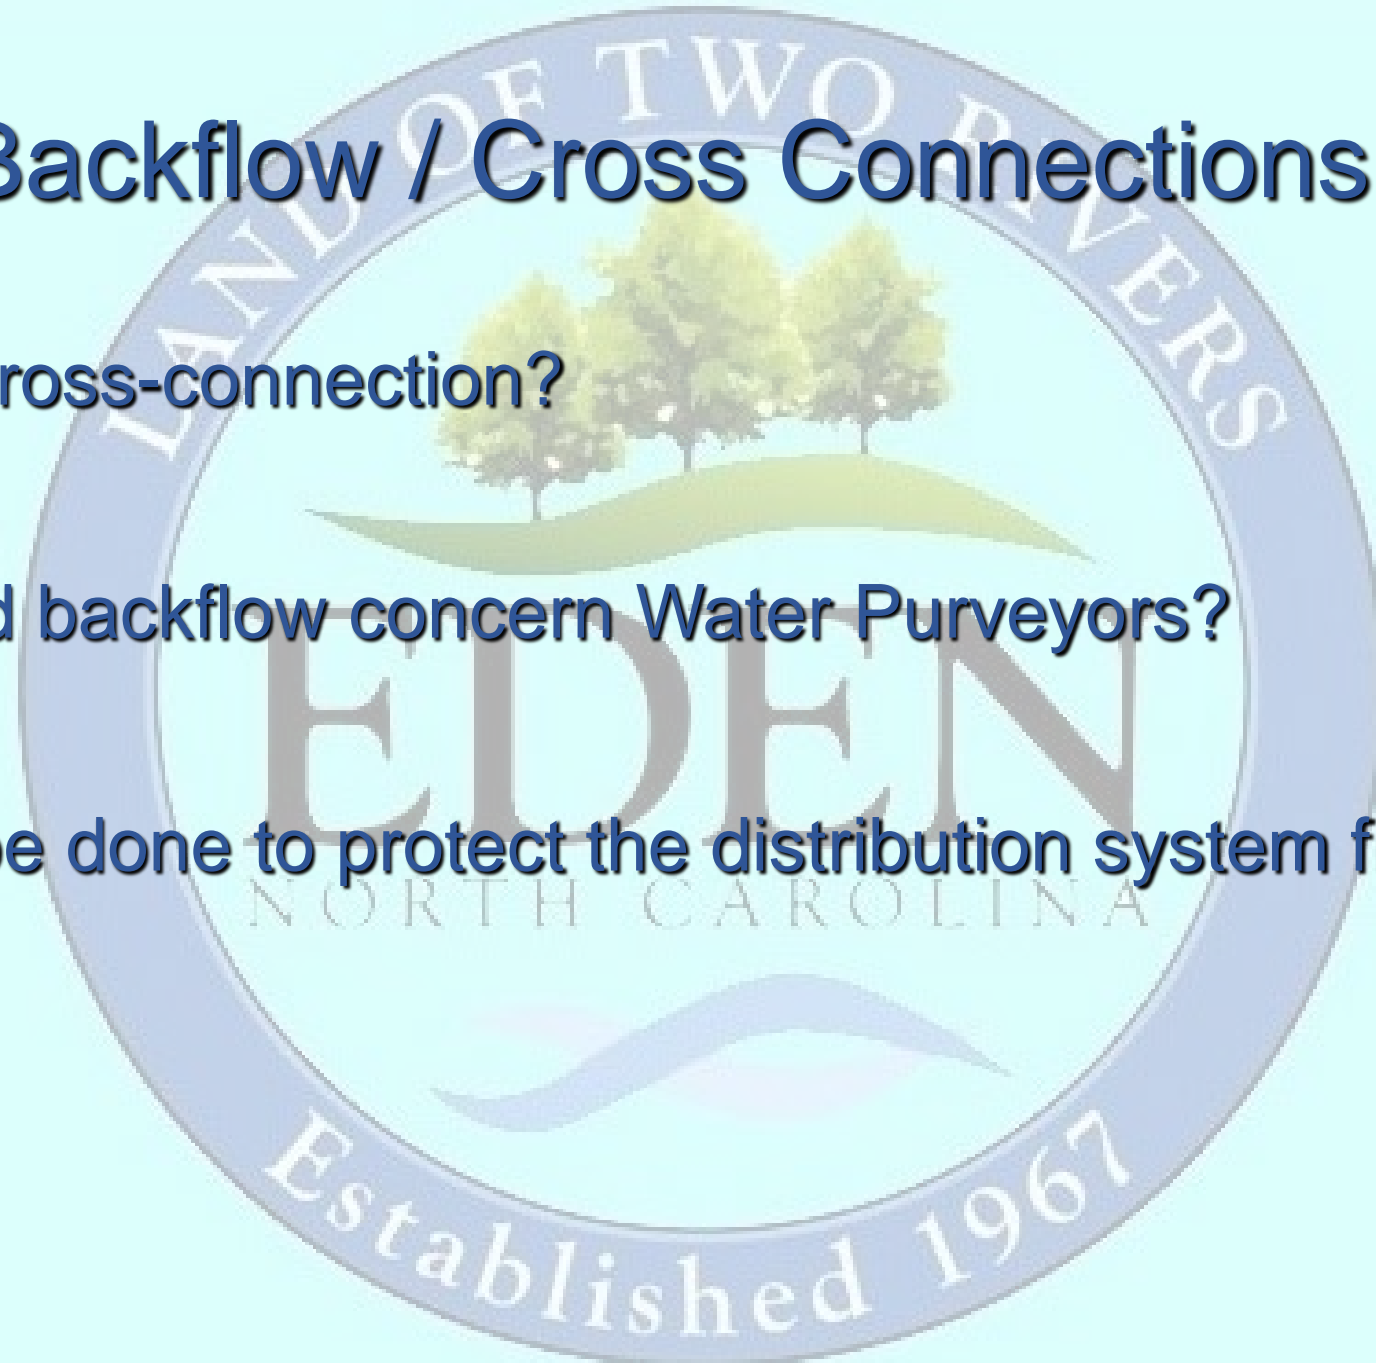 LAND OF TWO RIVERS
Backflow / Cross Connections
ross-connection?
d backflow concern Water Purveyors?
EDEN
be done to protect the distribution system f
NORTH CAROLINA
Established 1967